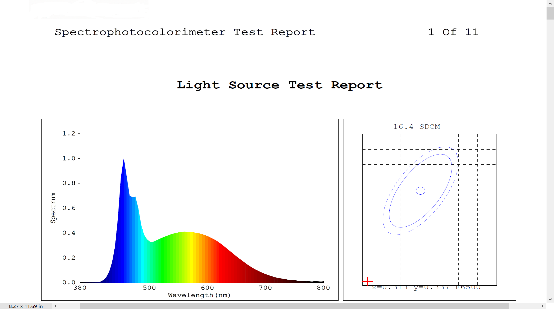 Spectrophotocolorimeter Test Report 1 Of 11
Light Source Test Report
16.4 SDCM
1.2
1.0
0.8
0.6
0.4
0.2
0.0
Spectrum
380 500 600 700 800
Wavelength(nm)